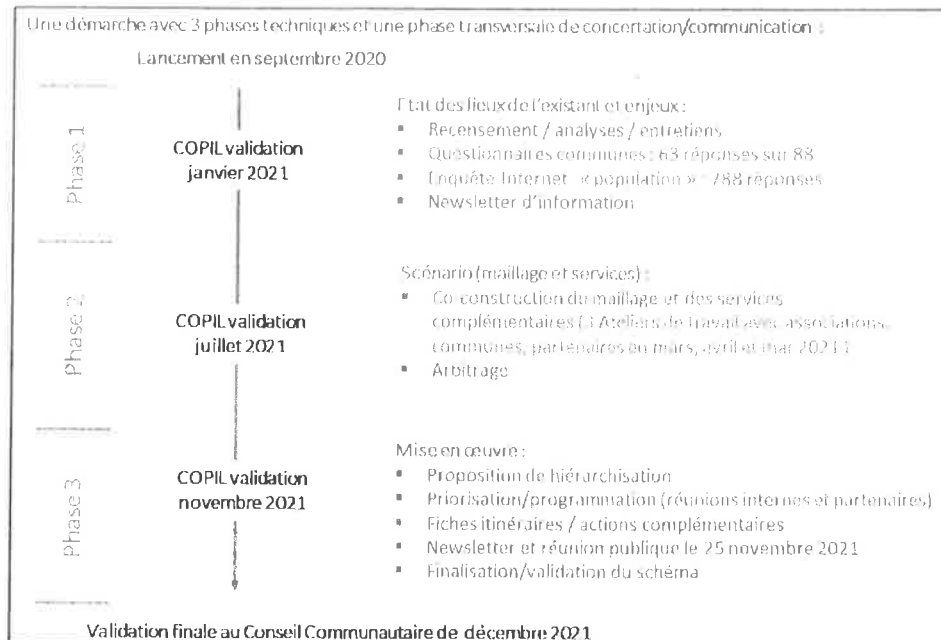 Une démarche avec 3 phases techniques et une phase transversale de concertation/communication :
Lancement en septembre 2020
Phase 1
COPIL validation
janvier 2021
Etat des lieux de l'existant et enjeux :
▪ Recensement / analyses / entretiens
▪ Questionnaires communes : 63 réponses sur 88
▪ Enquête Internet « population » : 788 réponses
▪ Newsletter d'information
Phase 2
COPIL validation
juillet 2021
Scénario (maillage et services) :
▪ Co-construction du maillage et des services
complémentaires (3 Ateliers de travail avec associations,
communes, partenaires en mars, avril et mai 2021)
▪ Arbitrage
Phase 3
COPIL validation
novembre 2021
Mise en œuvre :
▪ Proposition de hiérarchisation
▪ Priorisation/programmation (réunions internes et partenaires)
▪ Fiches itinéraires / actions complémentaires
▪ Newsletter et réunion publique le 25 novembre 2021
▪ Finalisation/validation du schéma
Validation finale au Conseil Communautaire de décembre 2021